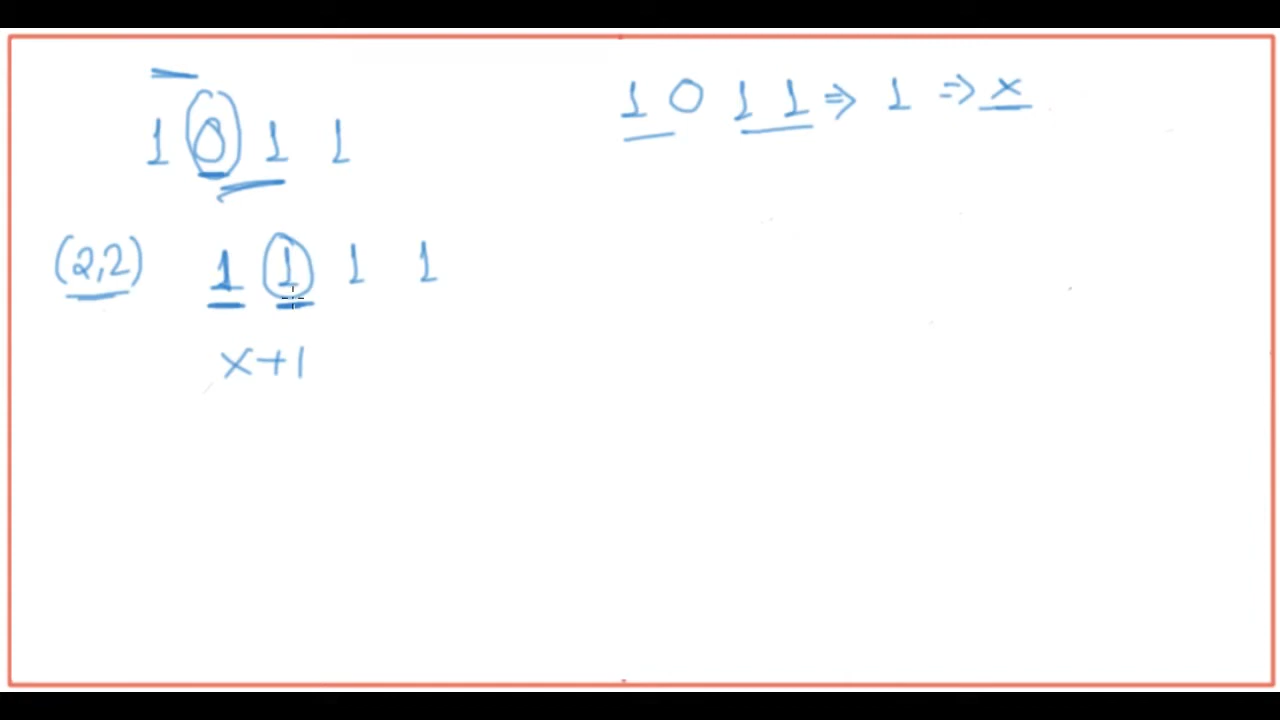 1 0 1 1
1 0 1 1 ⇒ 1 ⇒ x
(2,2) 1 1 1 1
x+1